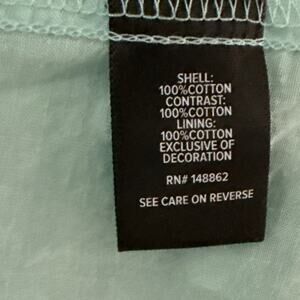 SHELL:
100%COTTON
CONTRAST:
100%COTTON
LINING:
100%COTTON
EXCLUSIVE OF
DECORATION
RN# 148862
SEE CARE ON REVERSE